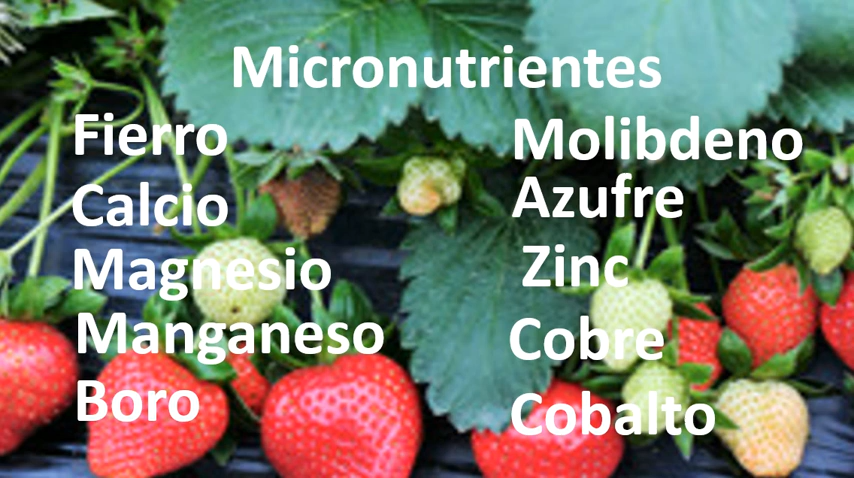 Micronutrientes
Fierro
Calcio
Magnesio
Manganeso
Boro
Molibdeno
Azufre
Zinc
Cobre
Cobalto